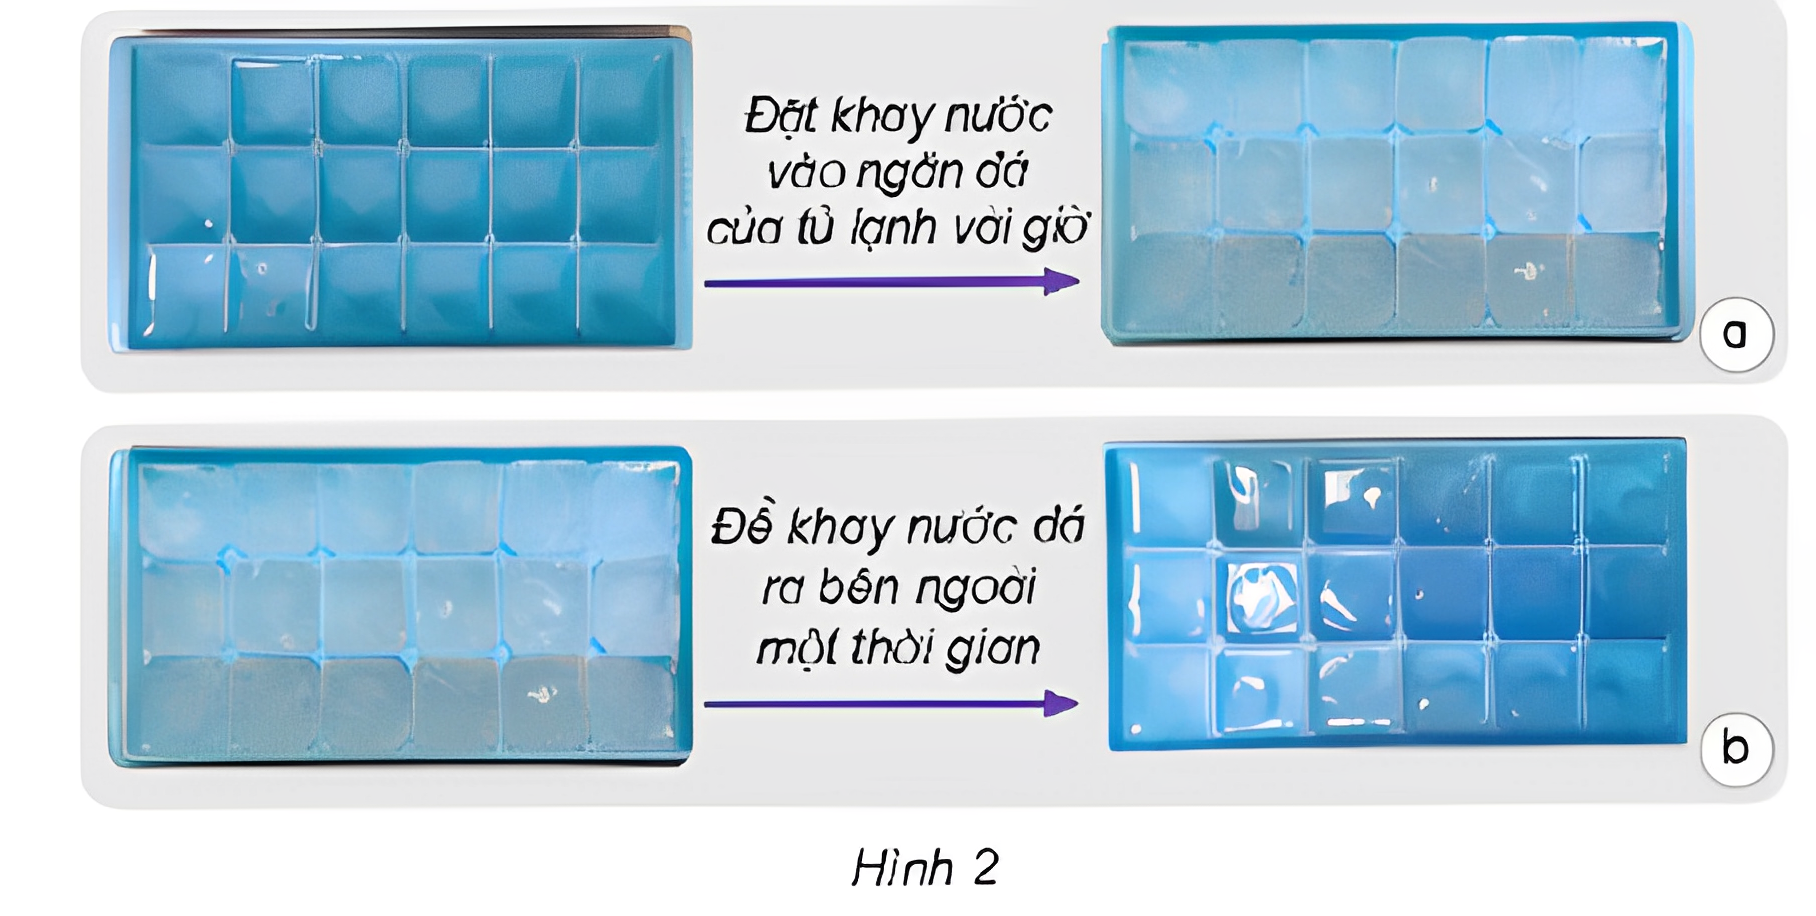 Đặt khay nước
vào ngăn đá
của tủ lạnh vài giờ
a
Để khay nước đá
ra bên ngoài
một thời gian
b
Hình 2